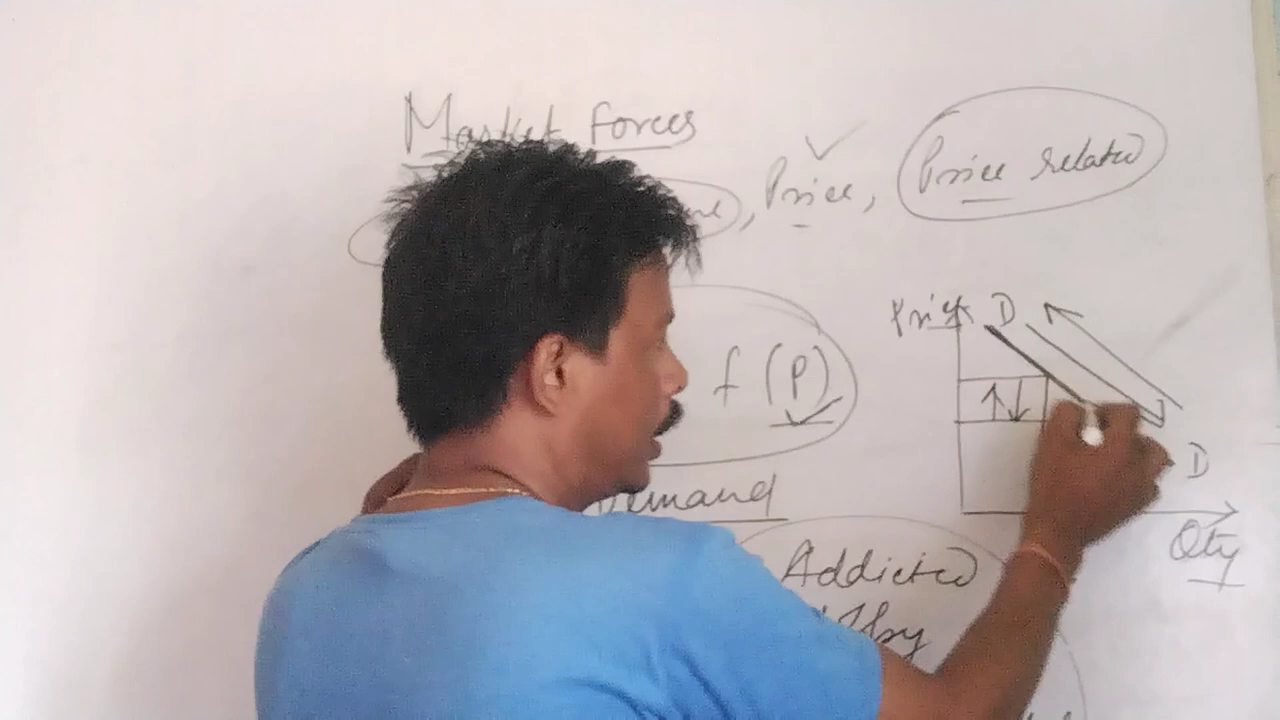 Market Forces
, Price, Price related
Price D
f (P)
D
Demand
Qty
Addicted